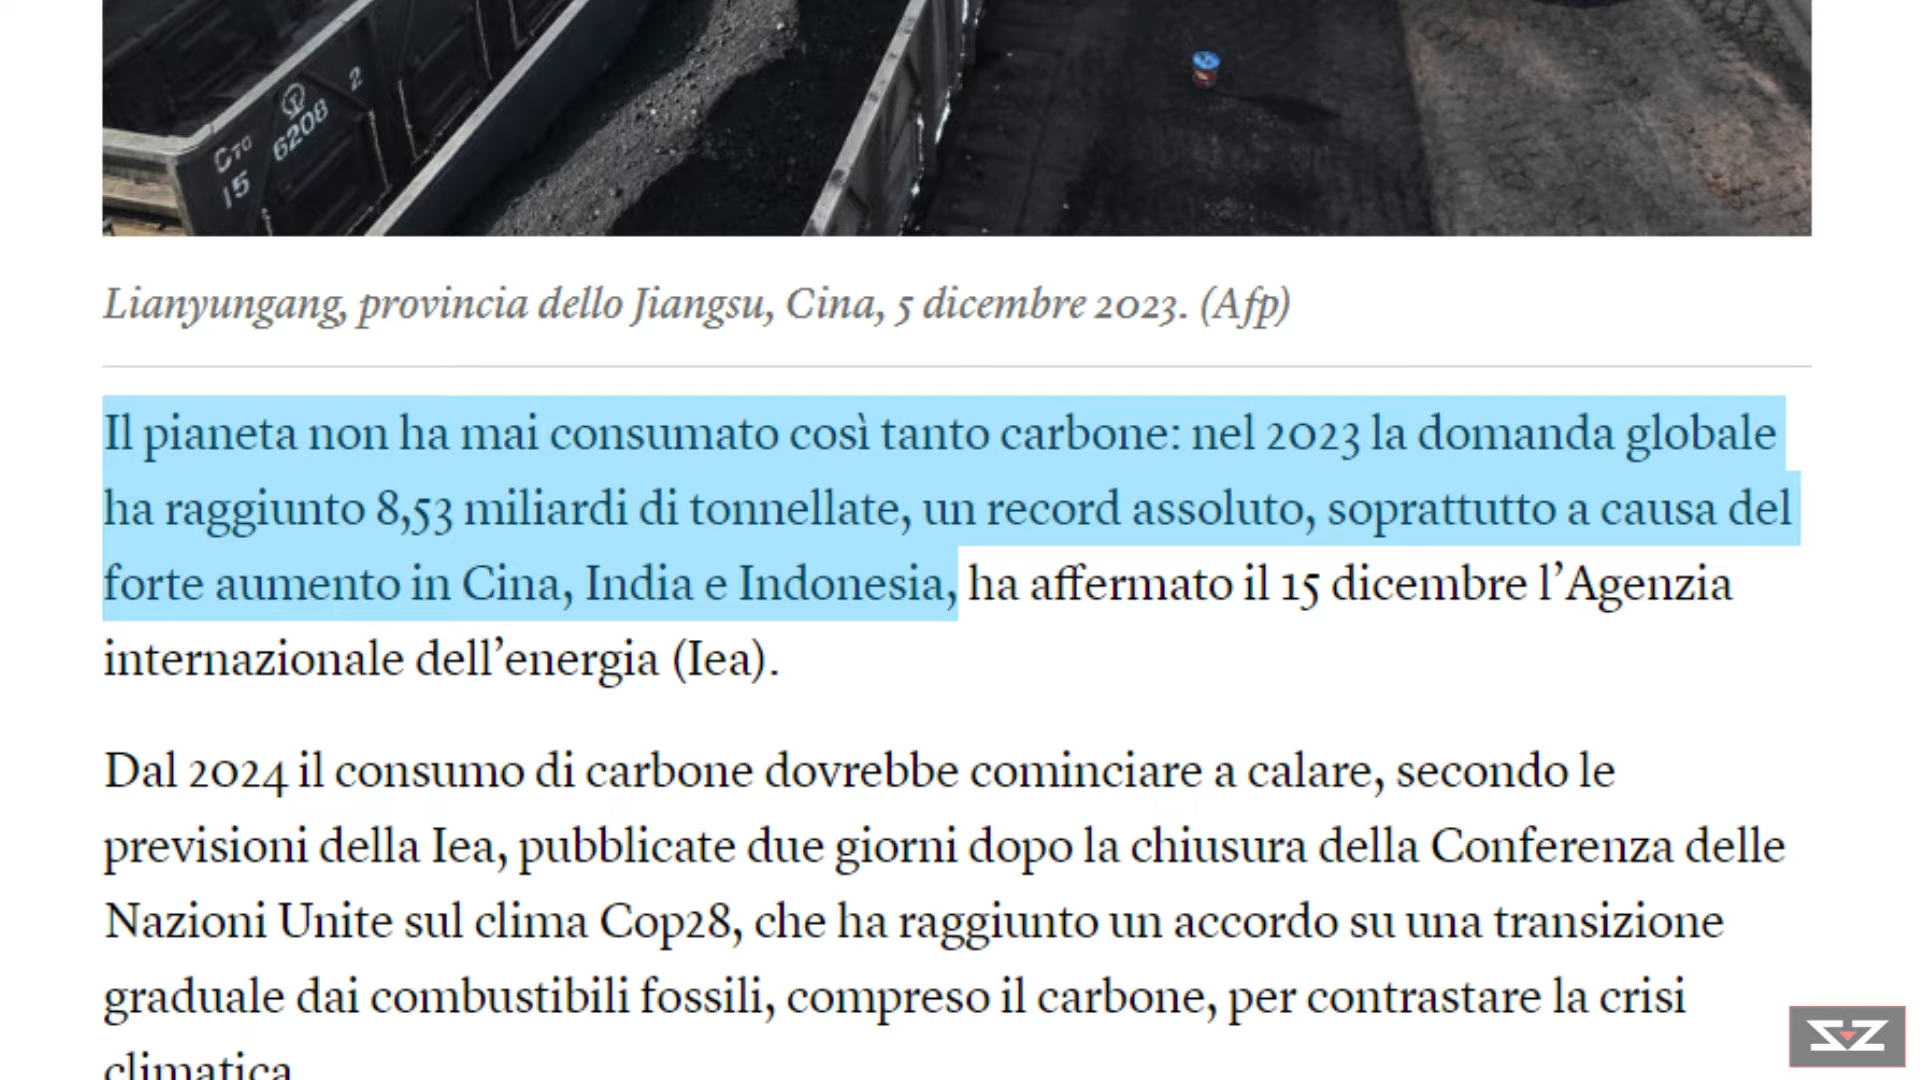 2
6208
СТО
15
Lianyungang, provincia dello Jiangsu, Cina, 5 dicembre 2023. (Afp)
Il pianeta non ha mai consumato così tanto carbone: nel 2023 la domanda globale
ha raggiunto 8,53 miliardi di tonnellate, un record assoluto, soprattutto a causa del
forte aumento in Cina, India e Indonesia, ha affermato il 15 dicembre l’Agenzia
internazionale dell’energia (Iea).
Dal 2024 il consumo di carbone dovrebbe cominciare a calare, secondo le
previsioni della Iea, pubblicate due giorni dopo la chiusura della Conferenza delle
Nazioni Unite sul clima Cop28, che ha raggiunto un accordo su una transizione
graduale dai combustibili fossili, compreso il carbone, per contrastare la crisi
climatica